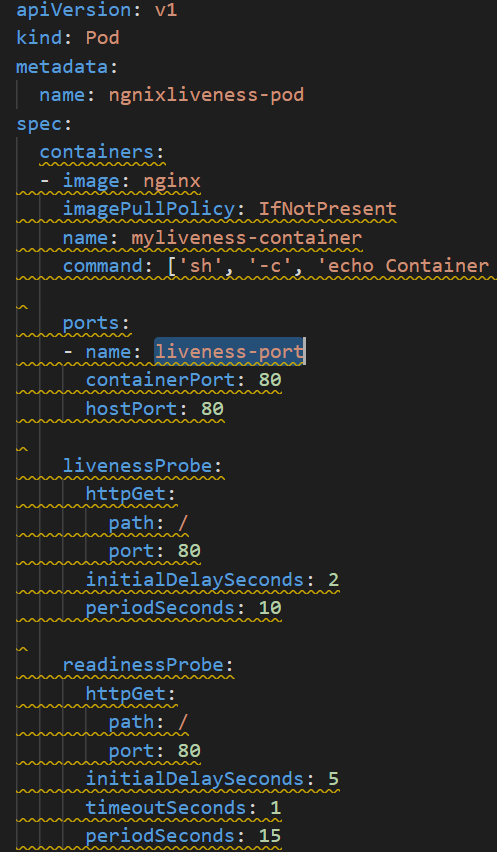 apiVersion: v1
kind: Pod
metadata:
  name: ngnixliveness-pod
spec:
  containers:
  - image: nginx
    imagePullPolicy: IfNotPresent
    name: myliveness-container
    command: ['sh', '-c', 'echo Container
    ports:
    - name: liveness-port
      containerPort: 80
      hostPort: 80
    livenessProbe:
      httpGet:
        path: /
        port: 80
      initialDelaySeconds: 2
      periodSeconds: 10
    readinessProbe:
      httpGet:
        path: /
        port: 80
      initialDelaySeconds: 5
      timeoutSeconds: 1
      periodSeconds: 15